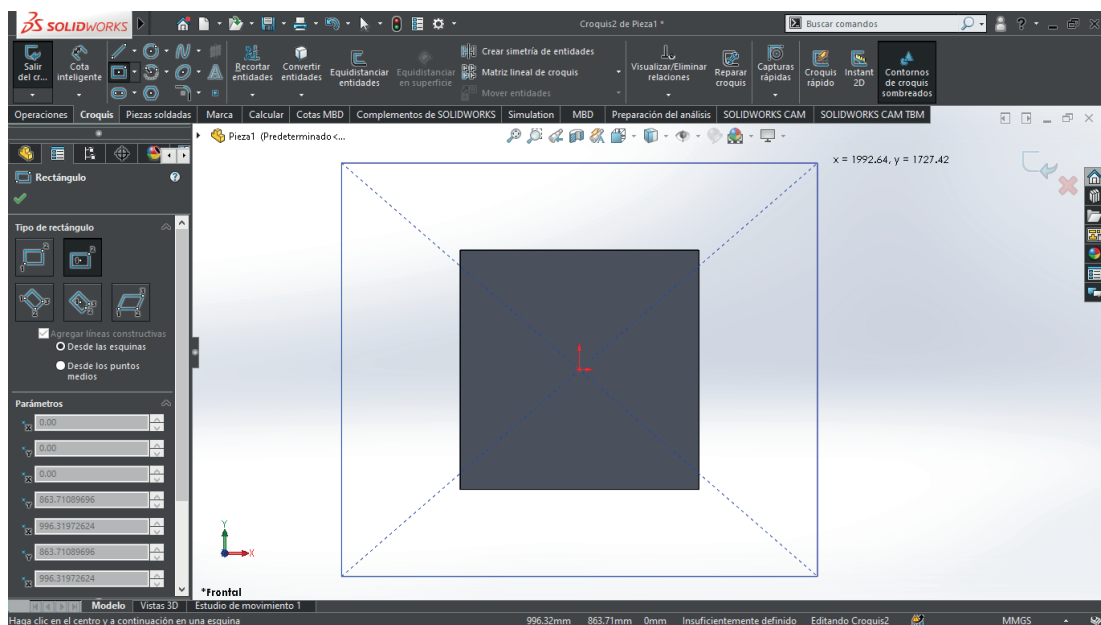 SOLIDWORKS
Croquis2 de Pieza1 *
Buscar comandos
?
Salir del cr...
Cota inteligente
Recortar entidades
Convertir entidades
Equidistanciar entidades
Equidistanciar en superficie
Crear simetría de entidades
Matriz lineal de croquis
Mover entidades
Visualizar/Eliminar relaciones
Reparar croquis
Capturas rápidas
Croquis rápido
Instant 2D
Contornos de croquis sombreados
Operaciones Croquis Piezas soldadas Marca Calcular Cotas MBD Complementos de SOLIDWORKS Simulation MBD Preparación del análisis SOLIDWORKS CAM SOLIDWORKS CAM TBM
Pieza1 (Predeterminado<...
x = 1992.64, y = 1727.42
Rectángulo
Tipo de rectángulo
Agregar líneas constructivas
Desde las esquinas
Desde los puntos
medios
Parámetros
0.00
0.00
0.00
863.71089696
996.31972624
863.71089696
996.31972624
Y
X
*Frontal
Modelo Vistas 3D Estudio de movimiento 1
Haga clic en el centro y a continuación en una esquina 996.32mm 863.71mm 0mm Insuficientemente definido Editando Croquis2 MMGS